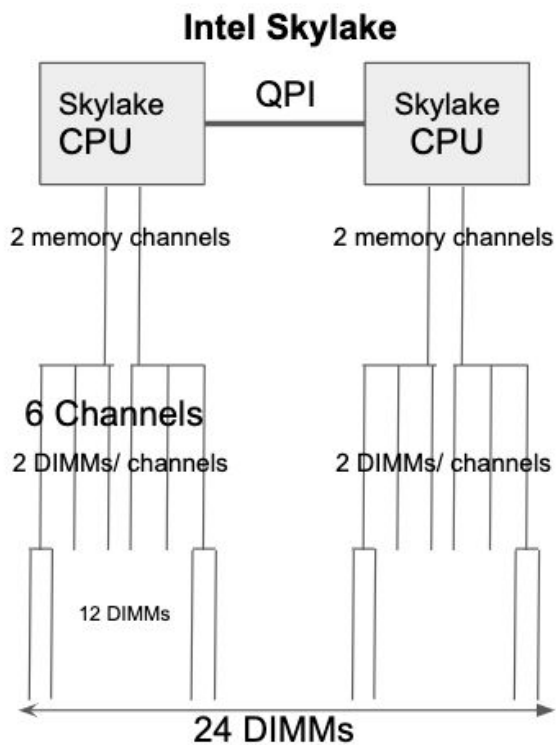 Intel Skylake
Skylake
CPU
QPI
Skylake
CPU
2 memory channels
2 memory channels
6 Channels
2 DIMMs/ channels
2 DIMMs/ channels
12 DIMMs
24 DIMMs